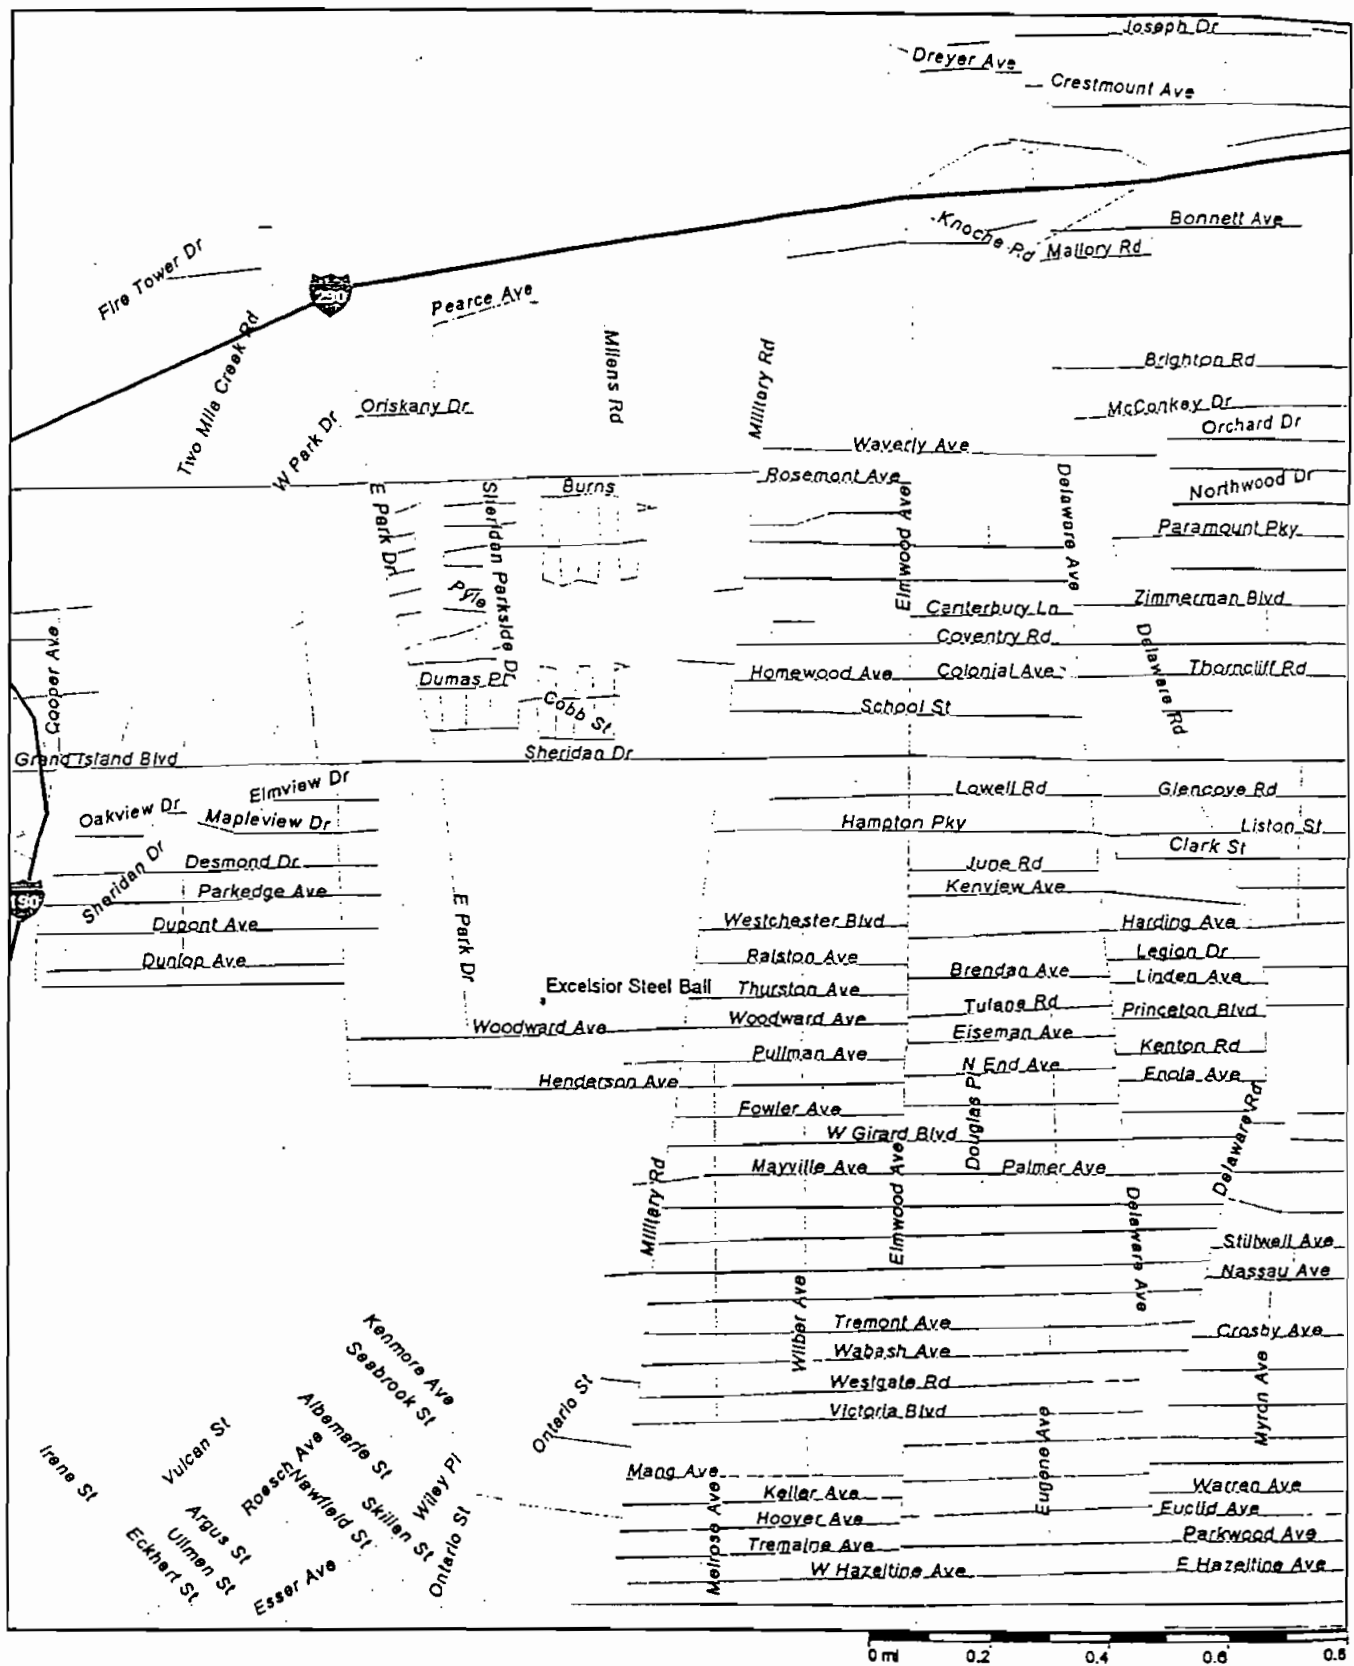 Joseph Dr
Dreyer Ave
Crestmount Ave
Bonnett Ave
Knoche Rd
Mallory Rd
Fire Tower Dr
290
Pearce Ave
Two Mile Creek Rd
Milens Rd
Military Rd
Brighton Rd
Oriskany Dr
McConkey Dr
W Park Dr
Orchard Dr
Waverly Ave
Rosemont Ave
Burns
Northwood Dr
E Park Dr
Sheridan Parkside Dr
Elmwood Ave
Delaware Ave
Paramount Pky
Pyle
Canterbury Ln
Zimmerman Blvd
Cooper Ave
Coventry Rd
Delaware Rd
Dumas Pl
Homewood Ave
Colonial Ave
Thorncliff Rd
Cobb St
School St
Grand Island Blvd
Sheridan Dr
Elmview Dr
Lowell Rd
Glencove Rd
Oakview Dr
Mapleview Dr
Hampton Pky
Liston St
Clark St
Sheridan Dr
Desmond Dr
June Rd
Parkedge Ave
Kenview Ave
190
Dupont Ave
E Park Dr
Westchester Blvd
Harding Ave
Dunlop Ave
Ralston Ave
Legion Dr
Brendan Ave
Linden Ave
Excelsior Steel Ball
Thurston Ave
Tulane Rd
Princeton Blvd
Woodward Ave
Woodward Ave
Eiseman Ave
Kenton Rd
Pullman Ave
N End Ave
Enola Ave
Henderson Ave
Douglas Pl
Fowler Ave
Delaware Rd
W Girard Blvd
Mayville Ave
Palmer Ave
Military Rd
Elmwood Ave
Delaware Ave
Stillwell Ave
Nassau Ave
Wilber Ave
Tremont Ave
Crosby Ave
Kenmore Ave
Seabrook St
Wabash Ave
Westgate Rd
Myron Ave
Ontario St
Victoria Blvd
Albemarle St
Eugene Ave
Irene St
Vulcan St
Roesch Ave
Mang Ave
Wiley Pl
Warren Ave
Keller Ave
Melrose Ave
Nawfield St
Skillen St
Euclid Ave
Hoover Ave
Argus St
Ullmen St
Eckhert St
Ontario St
Tremaine Ave
Parkwood Ave
Esser Ave
W Hazeltine Ave
E Hazeltine Ave
0 mi 0.2 0.4 0.6 0.8